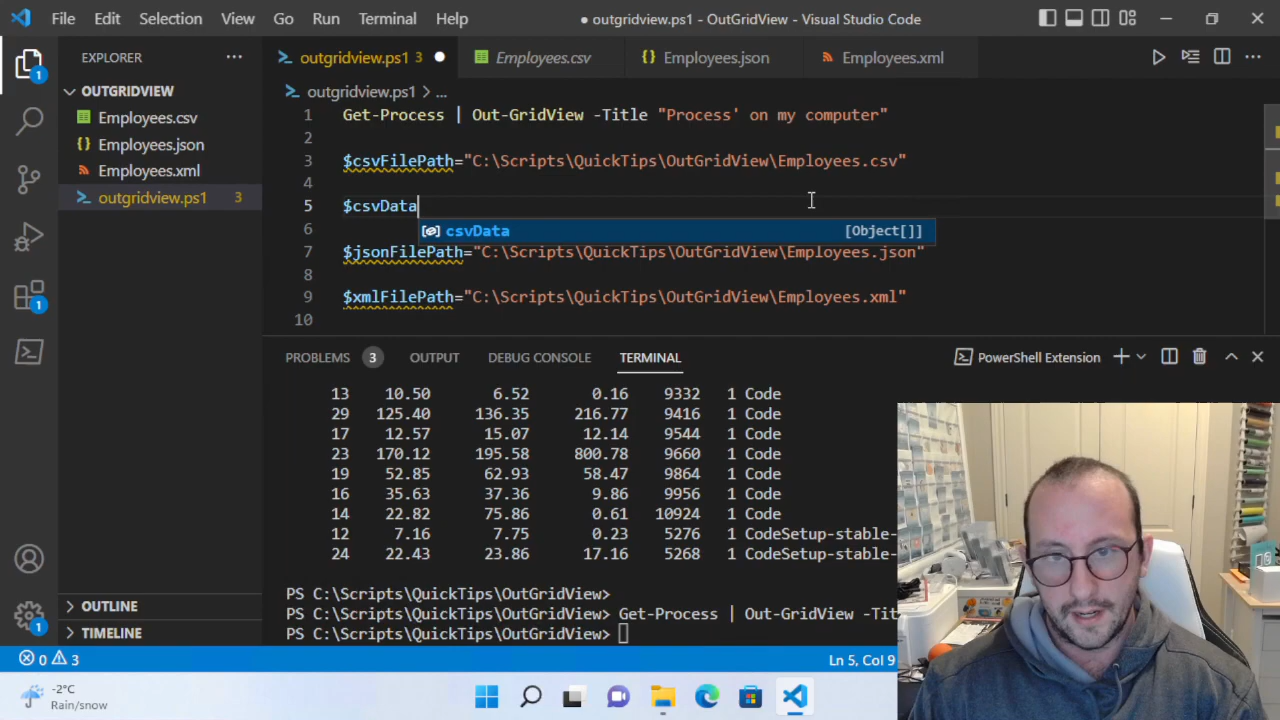 File Edit Selection View Go Run Terminal Help
● outgridview.ps1 - OutGridView - Visual Studio Code
EXPLORER
outgridview.ps1 3
Employees.csv
Employees.json
Employees.xml
OUTGRIDVIEW
Employees.csv
Employees.json
Employees.xml
outgridview.ps1 3
outgridview.ps1 > ...
1 Get-Process | Out-GridView -Title "Process' on my computer"
2
3 $csvFilePath="C:\Scripts\QuickTips\OutGridView\Employees.csv"
4
5 $csvData
csvData [Object[]]
6
7 $jsonFilePath="C:\Scripts\QuickTips\OutGridView\Employees.json"
8
9 $xmlFilePath="C:\Scripts\QuickTips\OutGridView\Employees.xml"
10
PROBLEMS 3 OUTPUT DEBUG CONSOLE TERMINAL
PowerShell Extension
13 10.50 6.52 0.16 9332 1 Code
29 125.40 136.35 216.77 9416 1 Code
17 12.57 15.07 12.14 9544 1 Code
23 170.12 195.58 800.78 9660 1 Code
19 52.85 62.93 58.47 9864 1 Code
16 35.63 37.36 9.86 9956 1 Code
14 22.82 75.86 0.61 10924 1 Code
12 7.16 7.75 0.23 5276 1 CodeSetup-stable-
24 22.43 23.86 17.16 5268 1 CodeSetup-stable-
PS C:\Scripts\QuickTips\OutGridView>
PS C:\Scripts\QuickTips\OutGridView> Get-Process | Out-GridView -Tit
PS C:\Scripts\QuickTips\OutGridView>
1
1
1
OUTLINE
TIMELINE
0 3
Ln 5, Col 9
-2°C
Rain/snow